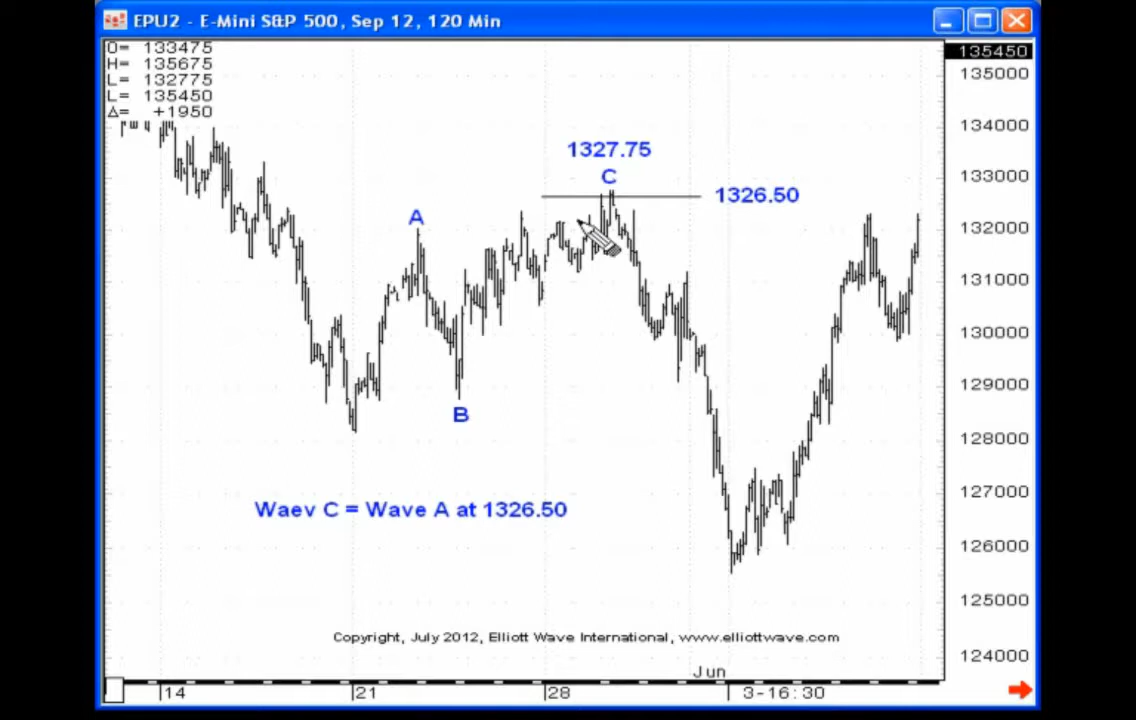 EPU2 - E-Mini S&P 500, Sep 12, 120 Min
O= 133475
H= 135675
L= 132775
L= 135450
Δ= +1950
135450
135000
134000
133000
132000
131000
130000
129000
128000
127000
126000
125000
124000
1327.75
C
1326.50
A
B
Waev C = Wave A at 1326.50
Copyright, July 2012, Elliott Wave International, www.elliottwave.com
Jun
14 21 28 3-16:30